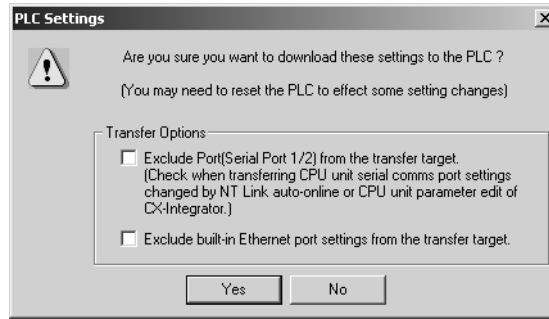 PLC Settings
Are you sure you want to download these settings to the PLC ?
(You may need to reset the PLC to effect some setting changes)
Transfer Options
Exclude Port(Serial Port 1/2) from the transfer target.
(Check when transferring CPU unit serial comms port settings
changed by NT Link auto-online or CPU unit parameter edit of
CX-Integrator.)
Exclude built-in Ethernet port settings from the transfer target.
Yes
No